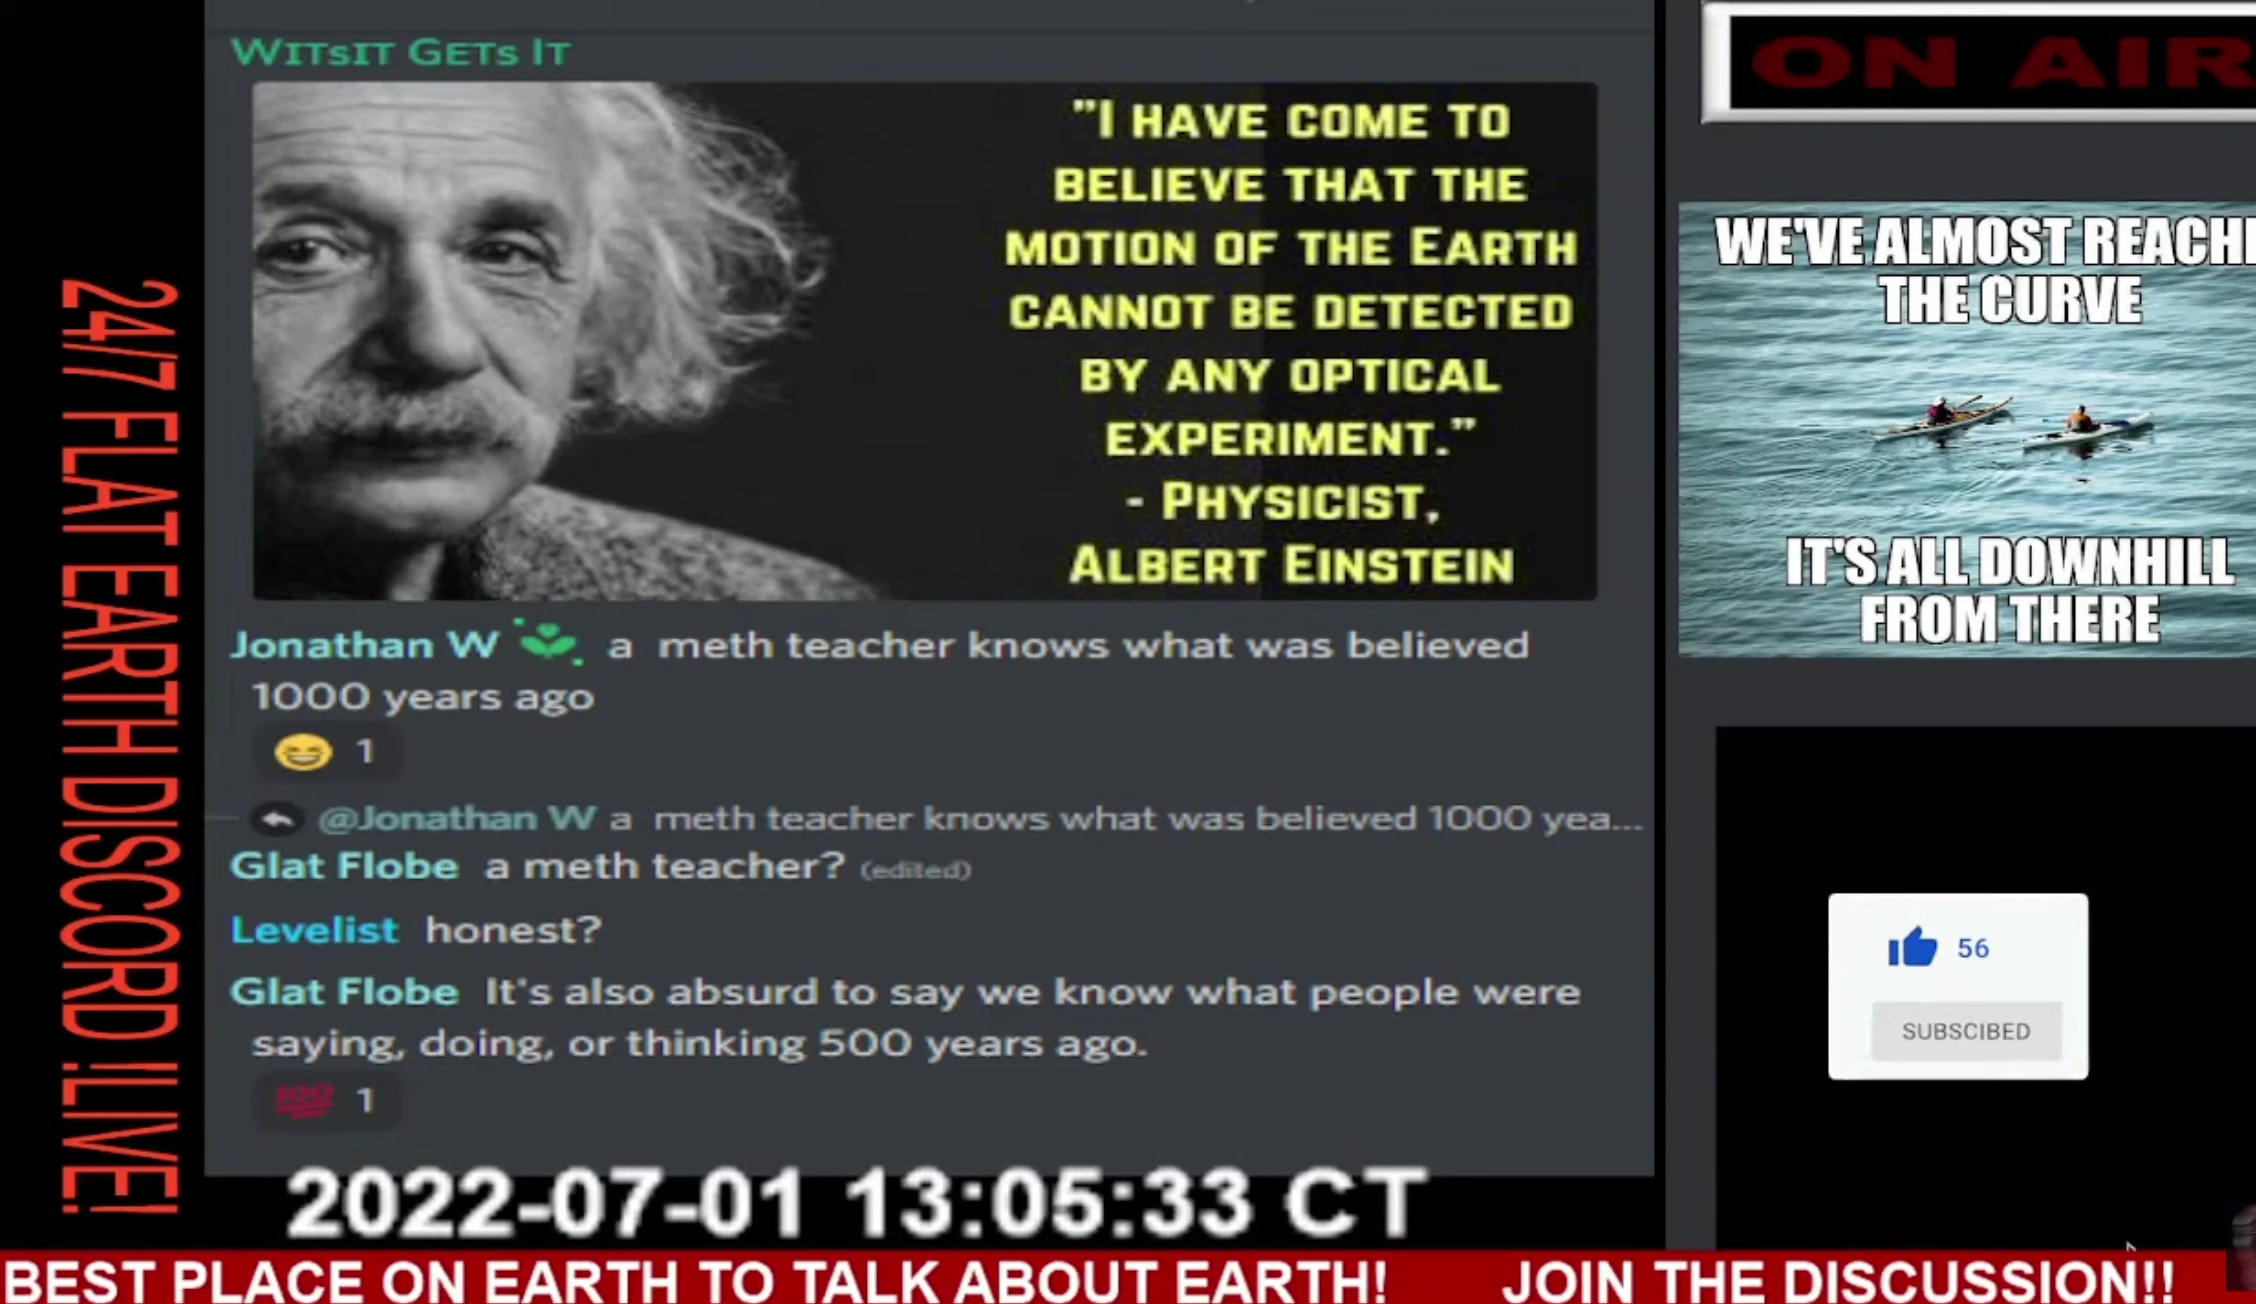 24/7 FLAT EARTH DISCORD !LIVE!
WITSIT GETS IT
"I HAVE COME TO
BELIEVE THAT THE
MOTION OF THE EARTH
CANNOT BE DETECTED
BY ANY OPTICAL
EXPERIMENT."
- PHYSICIST,
ALBERT EINSTEIN
Jonathan W a meth teacher knows what was believed
1000 years ago
1
@Jonathan W a meth teacher knows what was believed 1000 yea...
Glat Flobe a meth teacher? (edited)
Levelist honest?
Glat Flobe It's also absurd to say we know what people were
saying, doing, or thinking 500 years ago.
100 1
2022-07-01 13:05:33 CT
ON AIR
WE'VE ALMOST REACHE
THE CURVE
IT'S ALL DOWNHILL
FROM THERE
56
SUBSCIBED
BEST PLACE ON EARTH TO TALK ABOUT EARTH! JOIN THE DISCUSSION!!